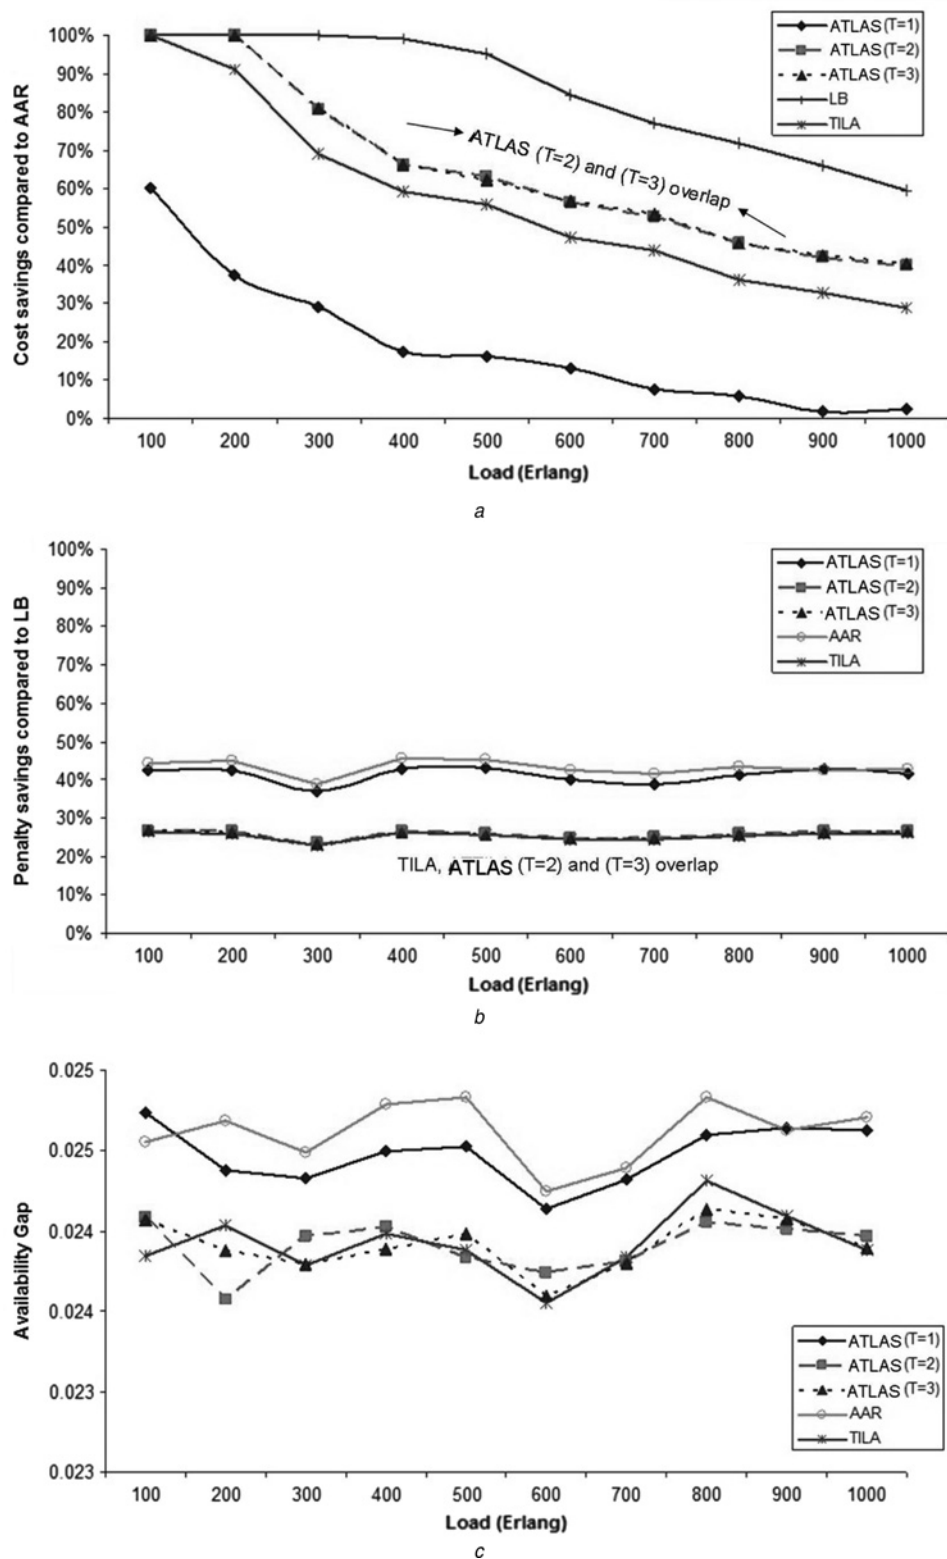 100%
90%
80%
70%
60%
50%
40%
30%
20%
10%
0%
Cost savings compared to AAR
ATLAS (T=1)
ATLAS (T=2)
ATLAS (T=3)
LB
TILA
ATLAS (T=2) and (T=3) overlap
100 200 300 400 500 600 700 800 900 1000
Load (Erlang)
a
100%
90%
80%
70%
60%
50%
40%
30%
20%
10%
0%
Penalty savings compared to LB
ATLAS (T=1)
ATLAS (T=2)
ATLAS (T=3)
AAR
TILA
TILA, ATLAS (T=2) and (T=3) overlap
100 200 300 400 500 600 700 800 900 1000
Load (Erlang)
b
0.025
0.025
0.024
0.024
0.023
0.023
Availability Gap
ATLAS (T=1)
ATLAS (T=2)
ATLAS (T=3)
AAR
TILA
100 200 300 400 500 600 700 800 900 1000
Load (Erlang)
c